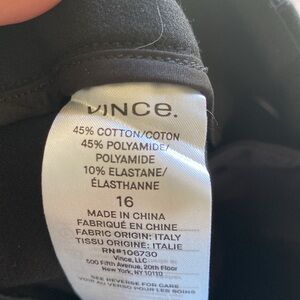 VINCE.
45% COTTON/COTON
45% POLYAMIDE/
POLYAMIDE
10% ELASTANE/
ÉLASTHANNE
16
MADE IN CHINA
FABRIQUÉ EN CHINE
FABRIC ORIGIN: ITALY
TISSU ORIGINE: ITALIE
RN#106730
Vince, LLC
500 Fifth Avenue, 20th Floor
New York, NY 10110
SEE REVERSE FOR CARE